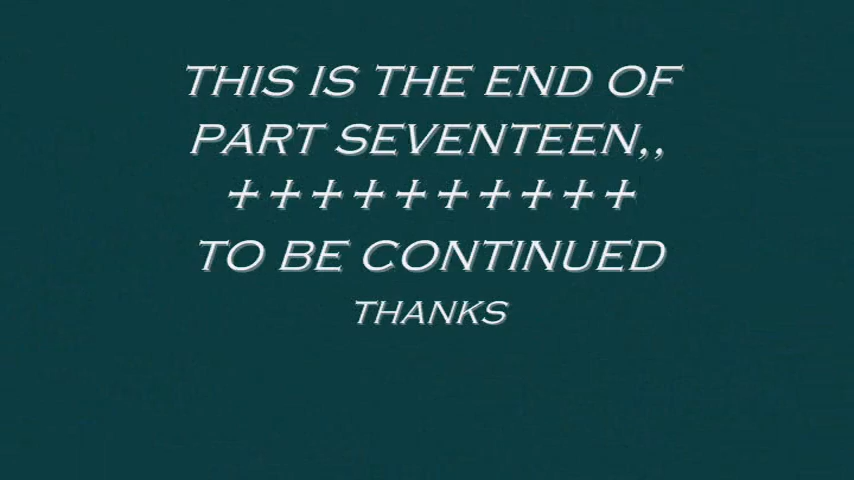 THIS IS THE END OF
PART SEVENTEEN,,
++++++++++
TO BE CONTINUED
THANKS